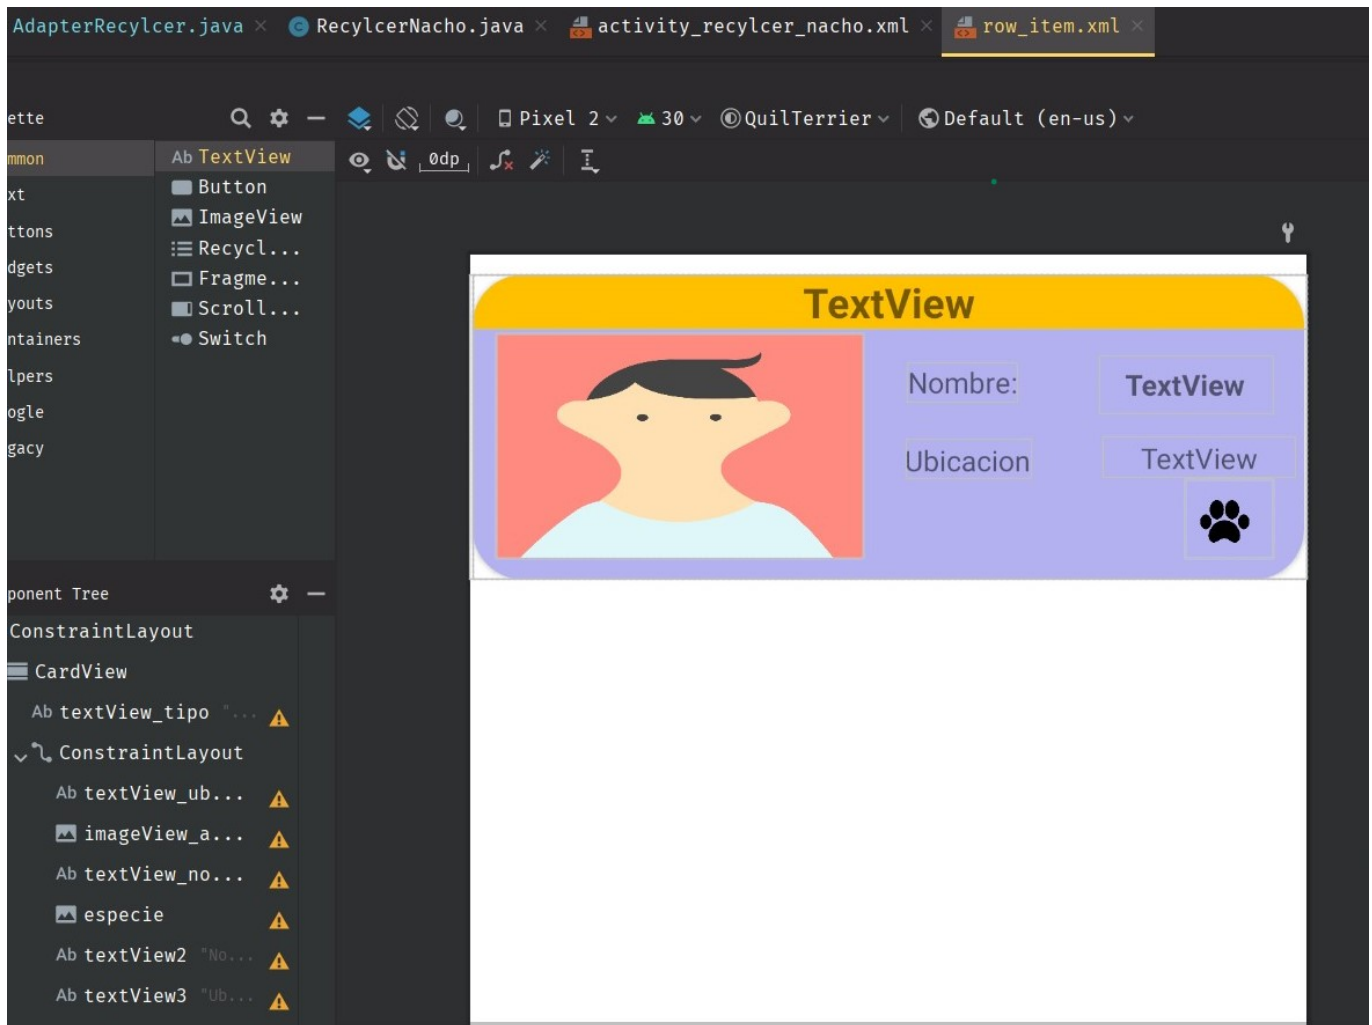 AdapterRecylcer.java RecylcerNacho.java activity_recylcer_nacho.xml row_item.xml
ette
Pixel 2 30 QuilTerrier Default (en-us)
mmon
xt
ttons
dgets
youts
ntainers
lpers
ogle
gacy
Ab TextView
Button
ImageView
Recycl...
Fragme...
Scroll...
Switch
0dp
TextView
Nombre: TextView
Ubicacion TextView
ponent Tree
ConstraintLayout
CardView
Ab textView_tipo "...
ConstraintLayout
Ab textView_ub...
imageView_a...
Ab textView_no...
especie
Ab textView2 "No...
Ab textView3 "Ub...